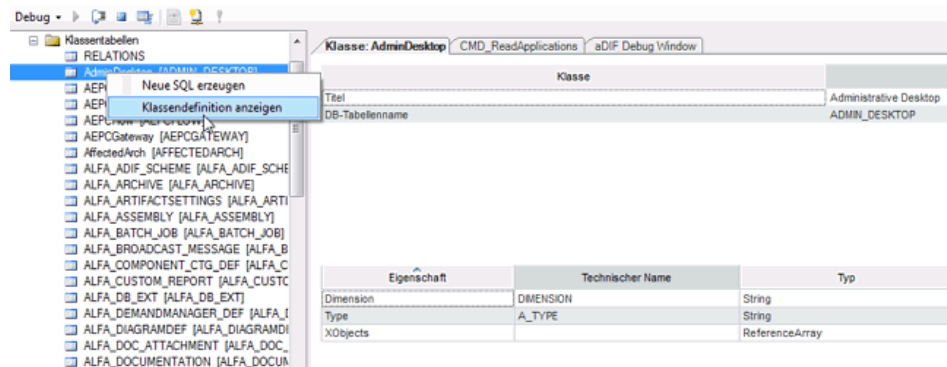 Debug
Klassentabellen
RELATIONS
AdminDesktop [ADMIN_DESKTOP]
Neue SQL erzeugen
Klassendefinition anzeigen
AEPCGateway [AEPCGATEWAY]
AffectedArch [AFFECTEDARCH]
ALFA_ADIF_SCHEME [ALFA_ADIF_SCHE
ALFA_ARCHIVE [ALFA_ARCHIVE]
ALFA_ARTIFACTSETTINGS [ALFA_ARTI
ALFA_ASSEMBLY [ALFA_ASSEMBLY]
ALFA_BATCH_JOB [ALFA_BATCH_JOB]
ALFA_BROADCAST_MESSAGE [ALFA_B
ALFA_COMPONENT_CTG_DEF [ALFA_C
ALFA_CUSTOM_REPORT [ALFA_CUSTC
ALFA_DB_EXT [ALFA_DB_EXT]
ALFA_DEMANDMANAGER_DEF [ALFA_
ALFA_DIAGRAMDEF [ALFA_DIAGRAMD
ALFA_DOC_ATTACHMENT [ALFA_DOC_
ALFA_DOCUMENTATION [ALFA_DOCUM
Klasse: AdminDesktop CMD_ReadApplications aDIF Debug Window
Klasse
Titel Administrative Desktop
DB-Tabellenname ADMIN_DESKTOP
Eigenschaft Technischer Name Typ
Dimension DIMENSION String
Type A_TYPE String
XObjects ReferenceArray